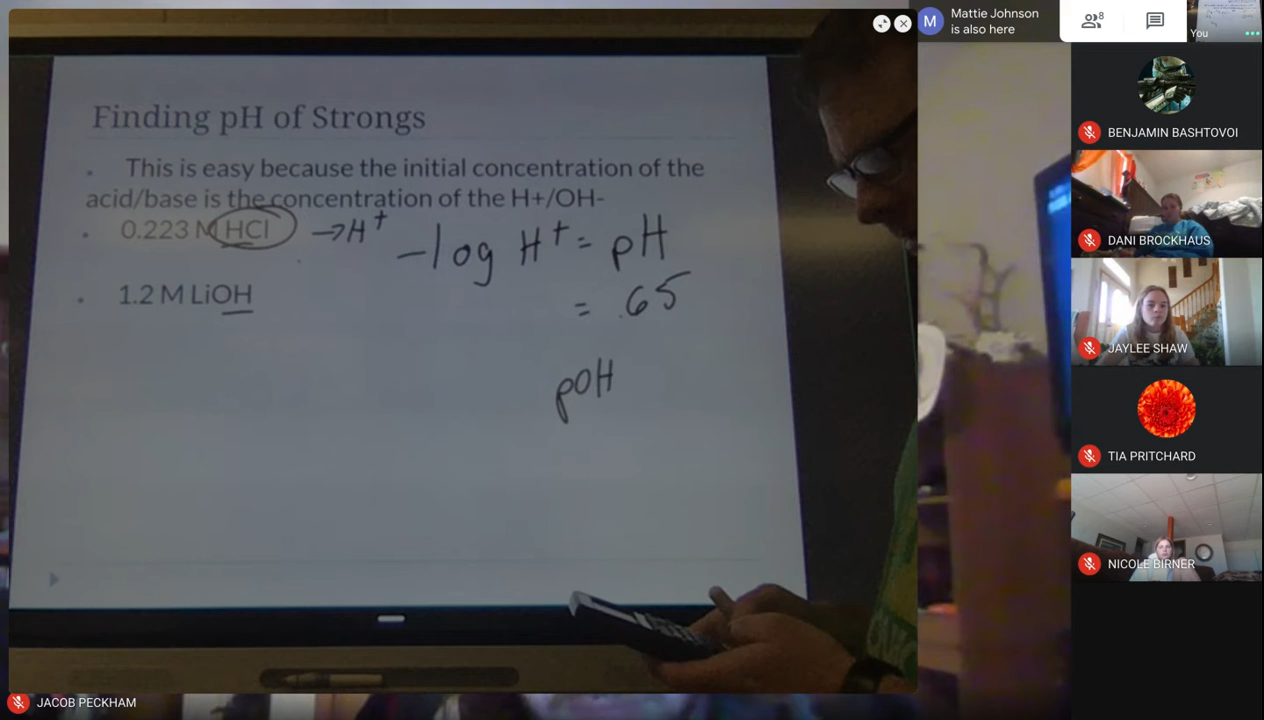 Mattie Johnson
is also here
M
8
You
Finding pH of Strongs
This is easy because the initial concentration of the
acid/base is the concentration of the H+/OH-
0.223 M HCl → H+
-log H+ = pH
= .65
1.2 M LiOH
pOH
BENJAMIN BASHTOVOI
DANI BROCKHAUS
JAYLEE SHAW
TIA PRITCHARD
NICOLE BIRNER
JACOB PECKHAM